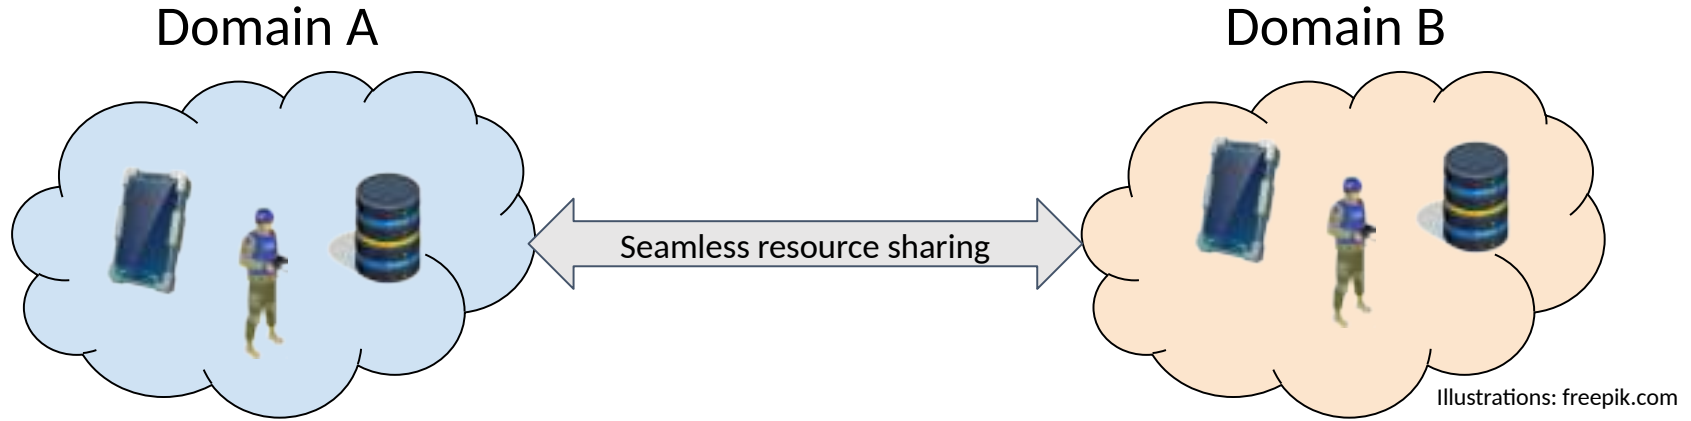 Domain A
Domain B
Seamless resource sharing
Illustrations: freepik.com